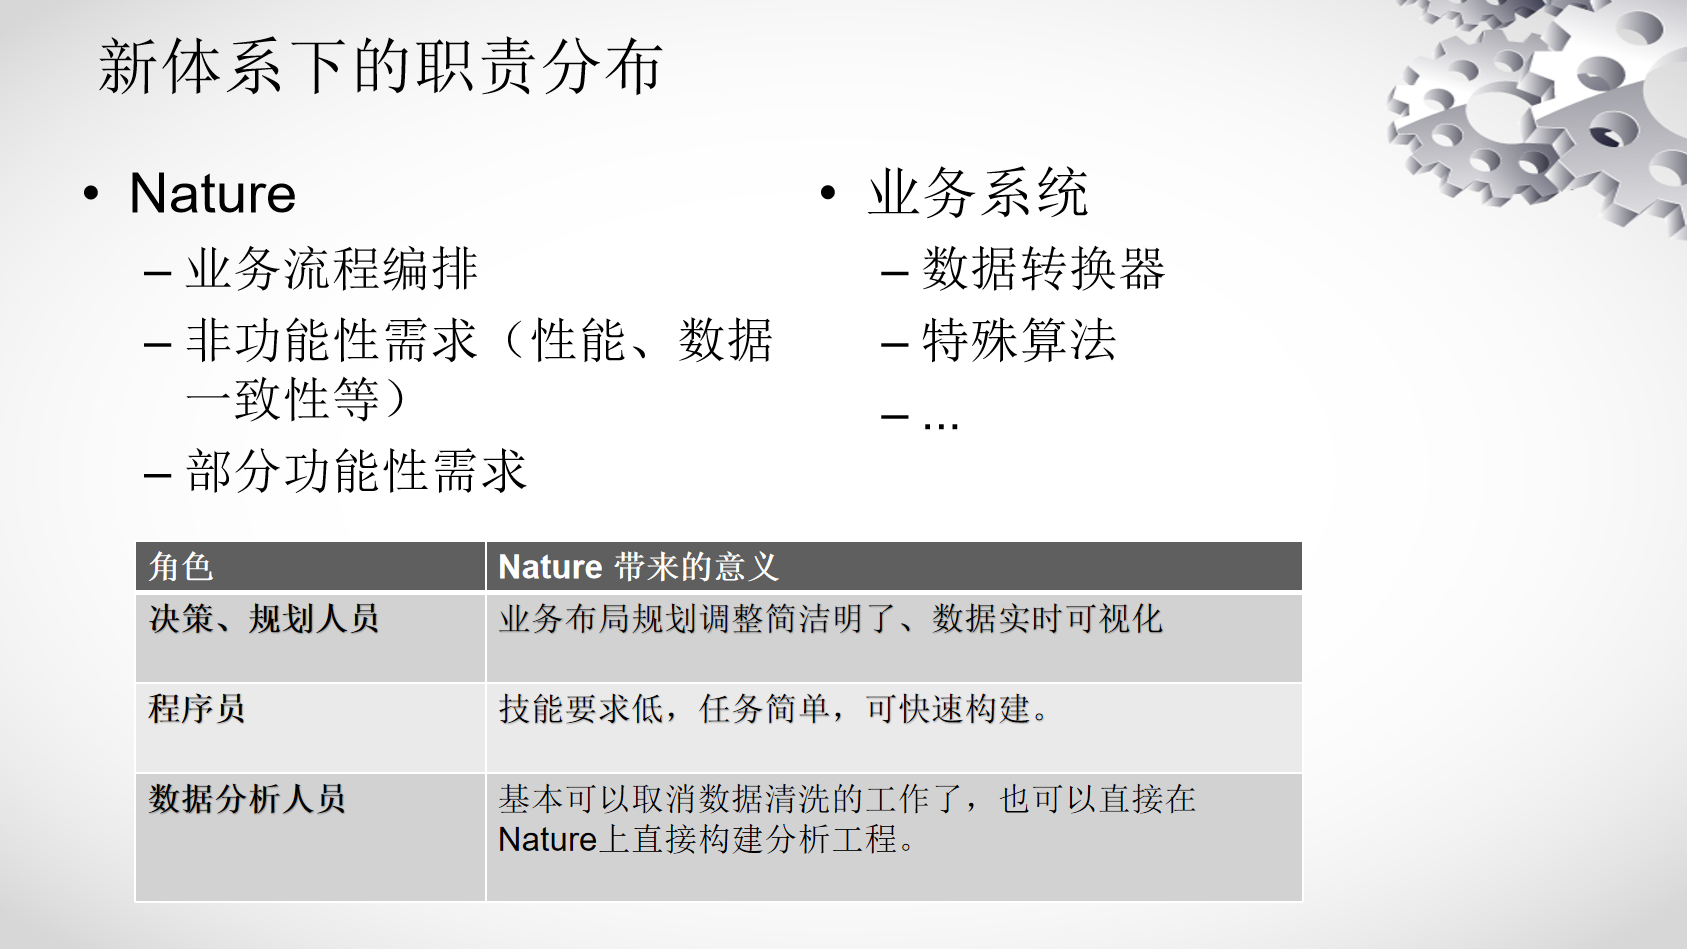 新体系下的职责分布
• Nature
– 业务流程编排
– 非功能性需求（性能、数据
一致性等）
– 部分功能性需求
• 业务系统
– 数据转换器
– 特殊算法
– ...
角色 Nature 带来的意义
决策、规划人员 业务布局规划调整简洁明了、数据实时可视化
程序员 技能要求低，任务简单，可快速构建。
数据分析人员 基本可以取消数据清洗的工作了，也可以直接在
Nature上直接构建分析工程。